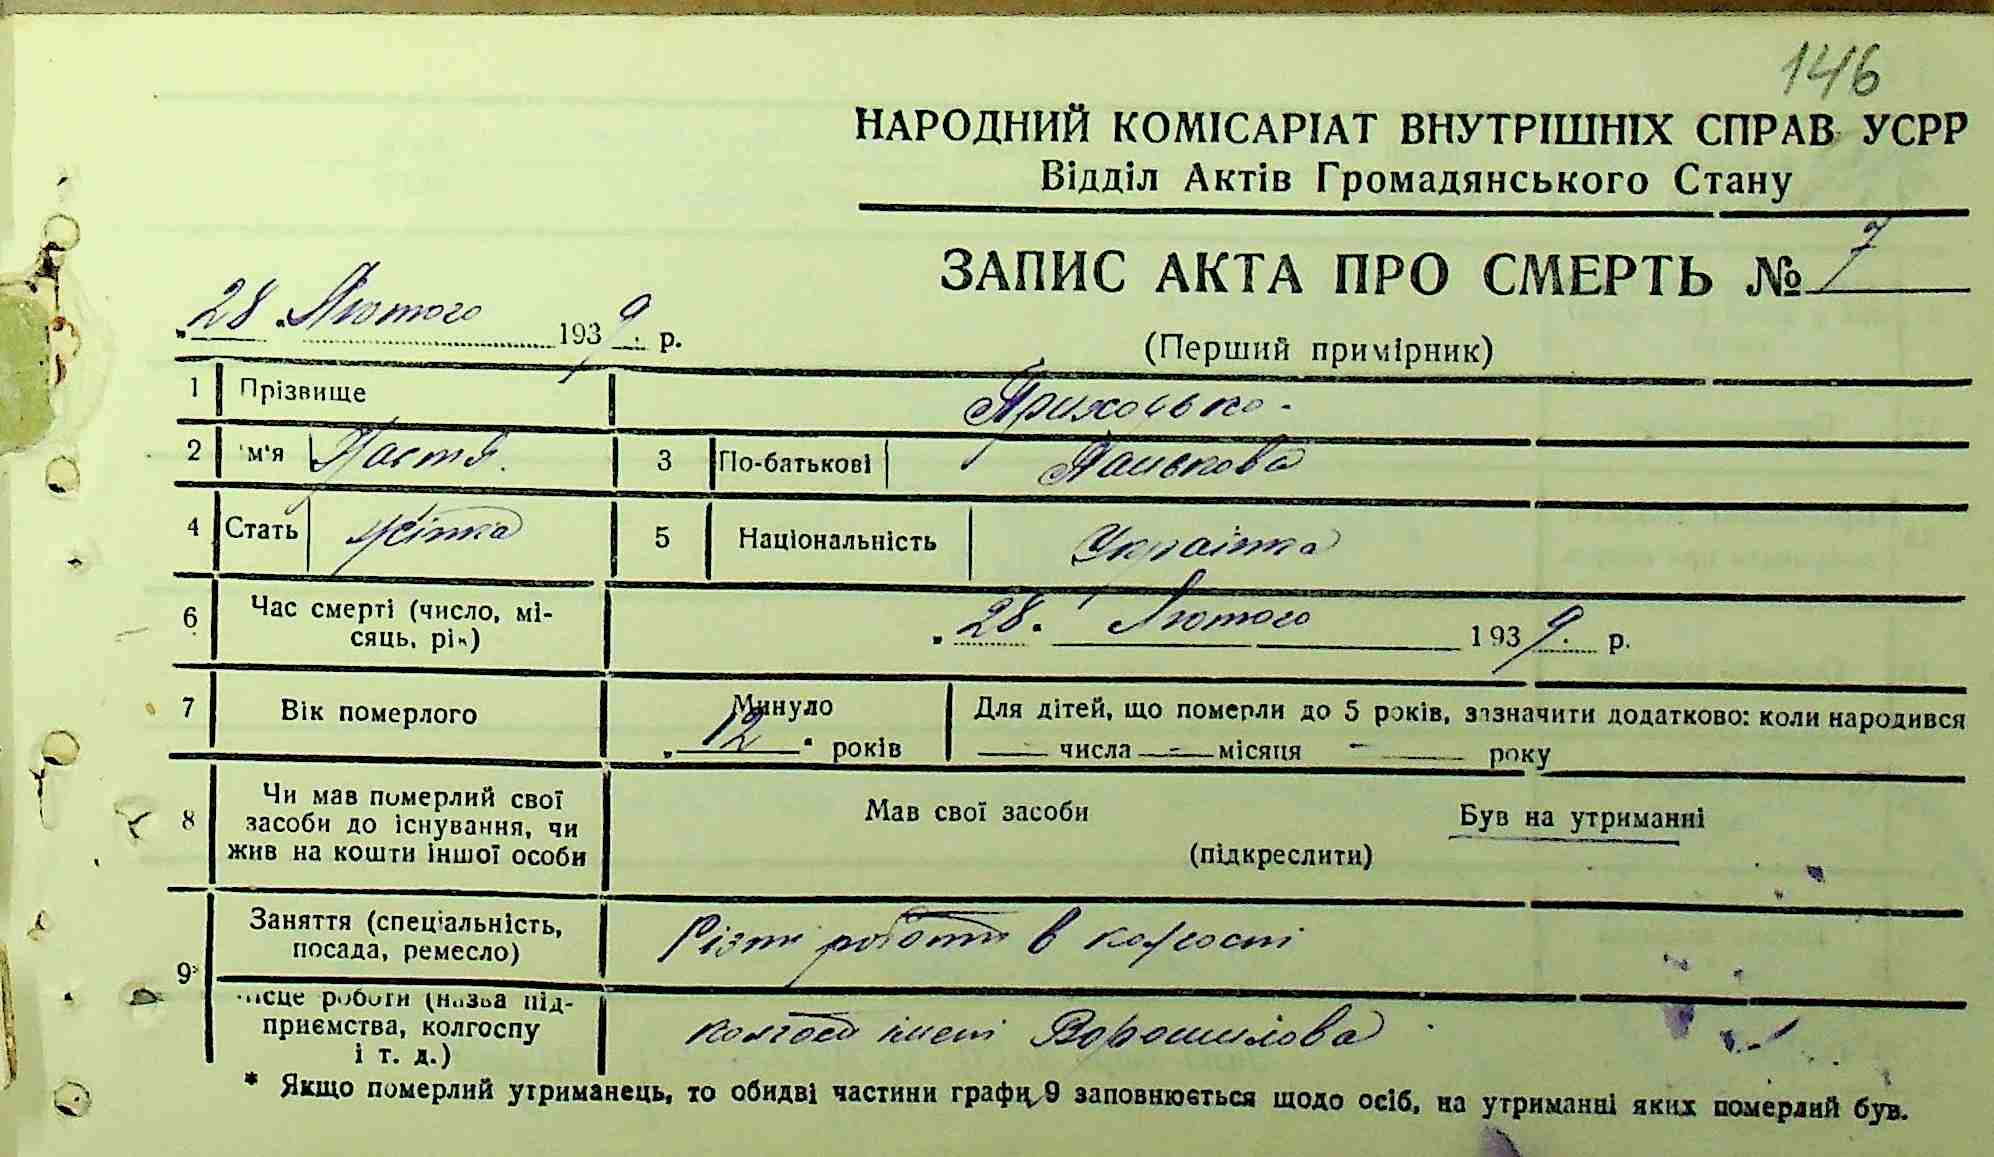 146
НАРОДНИЙ КОМІСАРІАТ ВНУТРІШНІХ СПРАВ УСРР
Відділ Актів Громадянського Стану
ЗАПИС АКТА ПРО СМЕРТЬ № 7
„28" Лютого 1939 р.
(Перший примірник)
1 Прізвище Приходько
2 м'я Настя 3 По-батькові
4 Стать жінка 5 Національність Українка
6 Час смерті (число, мі-
сяць, рік) „28" Лютого 1939 р.
7 Вік померлого Минуло Для дітей, що померли до 5 років, зазначити додатково: коли народився
„12" років — числа — місяця — року
8 Чи мав померлий свої
засоби до існування, чи
жив на кошти іншої особи
Мав свої засоби Був на утриманні
(підкреслити)
9 Заняття (спеціальність,
посада, ремесло) Різні роботи в колгоспі
місце роботи (назва під-
приємства, колгоспу
і т. д.) колгосп імені Ворошилова
* Якщо померлий утриманець, то обидві частини графи 9 заповнюється щодо осіб, на утриманні яких померлий був.